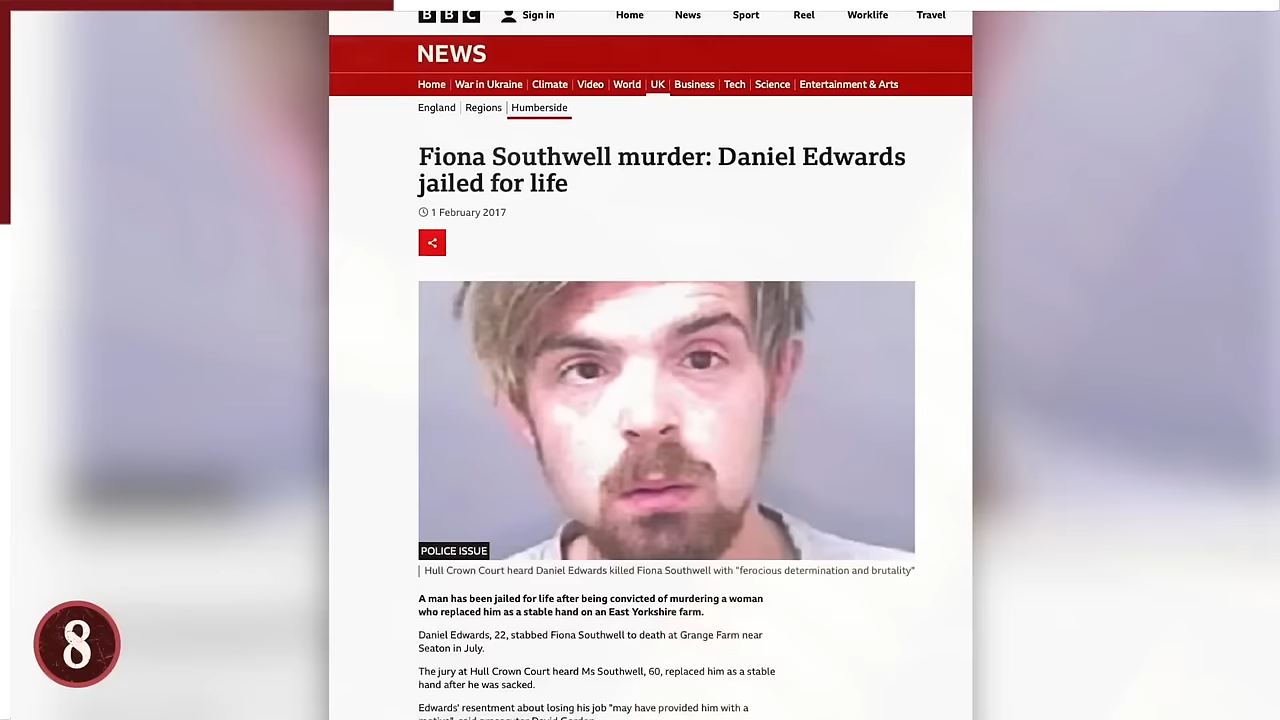 BBC Sign in Home News Sport Reel Worklife Travel
NEWS
Home War in Ukraine Climate Video World UK Business Tech Science Entertainment & Arts
England Regions Humberside
Fiona Southwell murder: Daniel Edwards
jailed for life
1 February 2017
POLICE ISSUE
Hull Crown Court heard Daniel Edwards killed Fiona Southwell with "ferocious determination and brutality"
A man has been jailed for life after being convicted of murdering a woman
who replaced him as a stable hand on an East Yorkshire farm.
Daniel Edwards, 22, stabbed Fiona Southwell to death at Grange Farm near
Seaton in July.
The jury at Hull Crown Court heard Ms Southwell, 60, replaced him as a stable
hand after he was sacked.
Edwards' resentment about losing his job "may have provided him with a
8